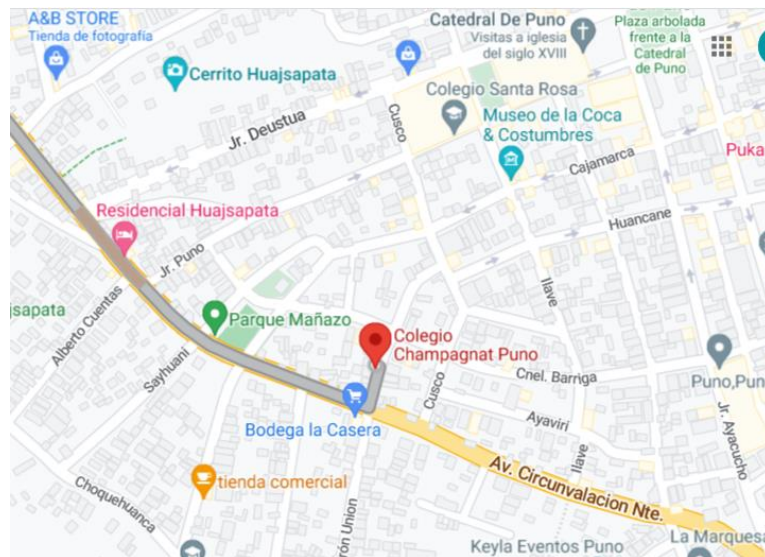 A&B STORE
Tienda de fotografía
Cerrito Huajsapata
Catedral De Puno
Visitas a iglesia
del siglo XVIII
Plaza arbolada
frente a la
Catedral
de Puno
Colegio Santa Rosa
Cusco
Jr. Deustua
Museo de la Coca
& Costumbres
Cajamarca
Puka
Residencial Huajsapata
Huancane
Jr. Puno
Ilave
sapata
Alberto Cuentas
Parque Mañazo
Sayhuani
Colegio
Champagnat Puno
Cnel. Barriga
Puno,Pun
Cusco
Bodega la Casera
Ayaviri
Jr. Ayacucho
Ilave
Av. Circunvalacion Nte.
tienda comercial
Choquehuanca
rón Union
Keyla Eventos Puno
La Marquesa